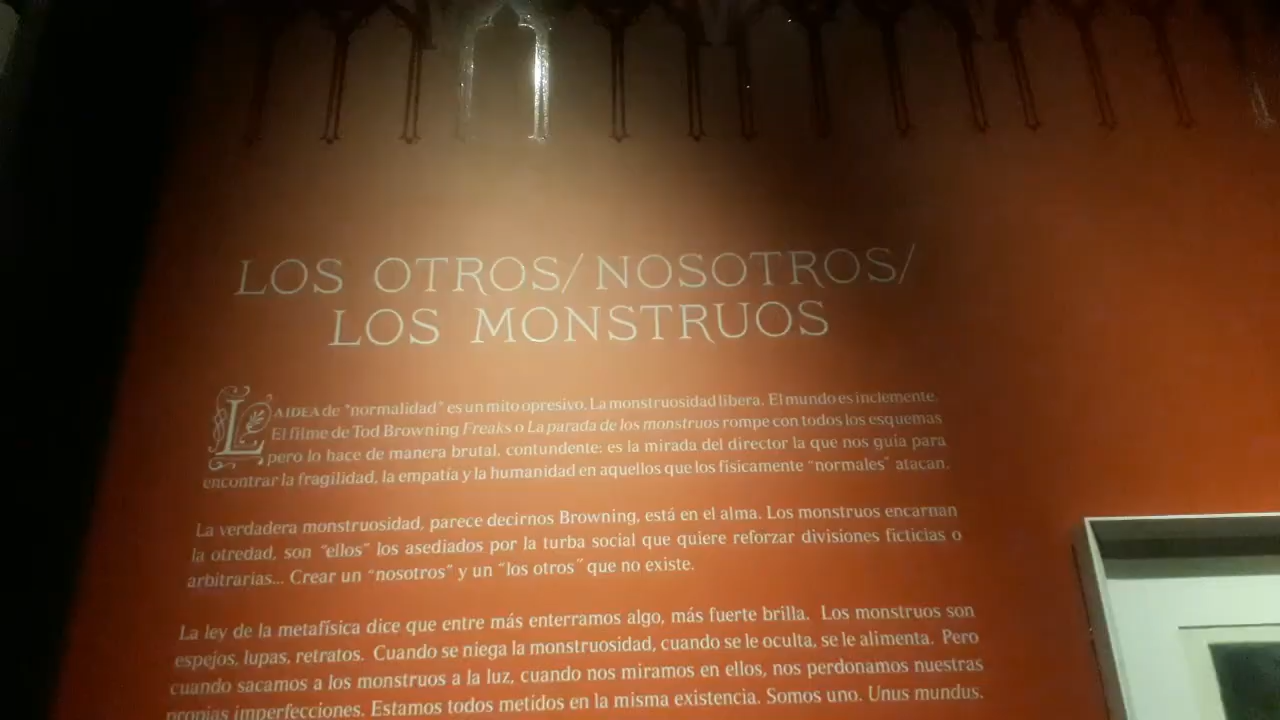 LOS OTROS/NOSOTROS/
LOS MONSTRUOS
LA IDEA de "normalidad" es un mito opresivo. La monstruosidad libera. El mundo es inclemente.
El filme de Tod Browning Freaks o La parada de los monstruos rompe con todos los esquemas
pero lo hace de manera brutal, contundente: es la mirada del director la que nos guía para
encontrar la fragilidad, la empatía y la humanidad en aquellos que los físicamente "normales" atacan.
La verdadera monstruosidad, parece decirnos Browning, está en el alma. Los monstruos encarnan
la otredad, son "ellos" los asediados por la turba social que quiere reforzar divisiones ficticias o
arbitrarias... Crear un "nosotros" y un "los otros" que no existe.
La ley de la metafísica dice que entre más enterramos algo, más fuerte brilla. Los monstruos son
espejos, lupas, retratos. Cuando se niega la monstruosidad, cuando se le oculta, se le alimenta. Pero
cuando sacamos a los monstruos a la luz, cuando nos miramos en ellos, nos perdonamos nuestras
propias imperfecciones. Estamos todos metidos en la misma existencia. Somos uno. Unus mundus.